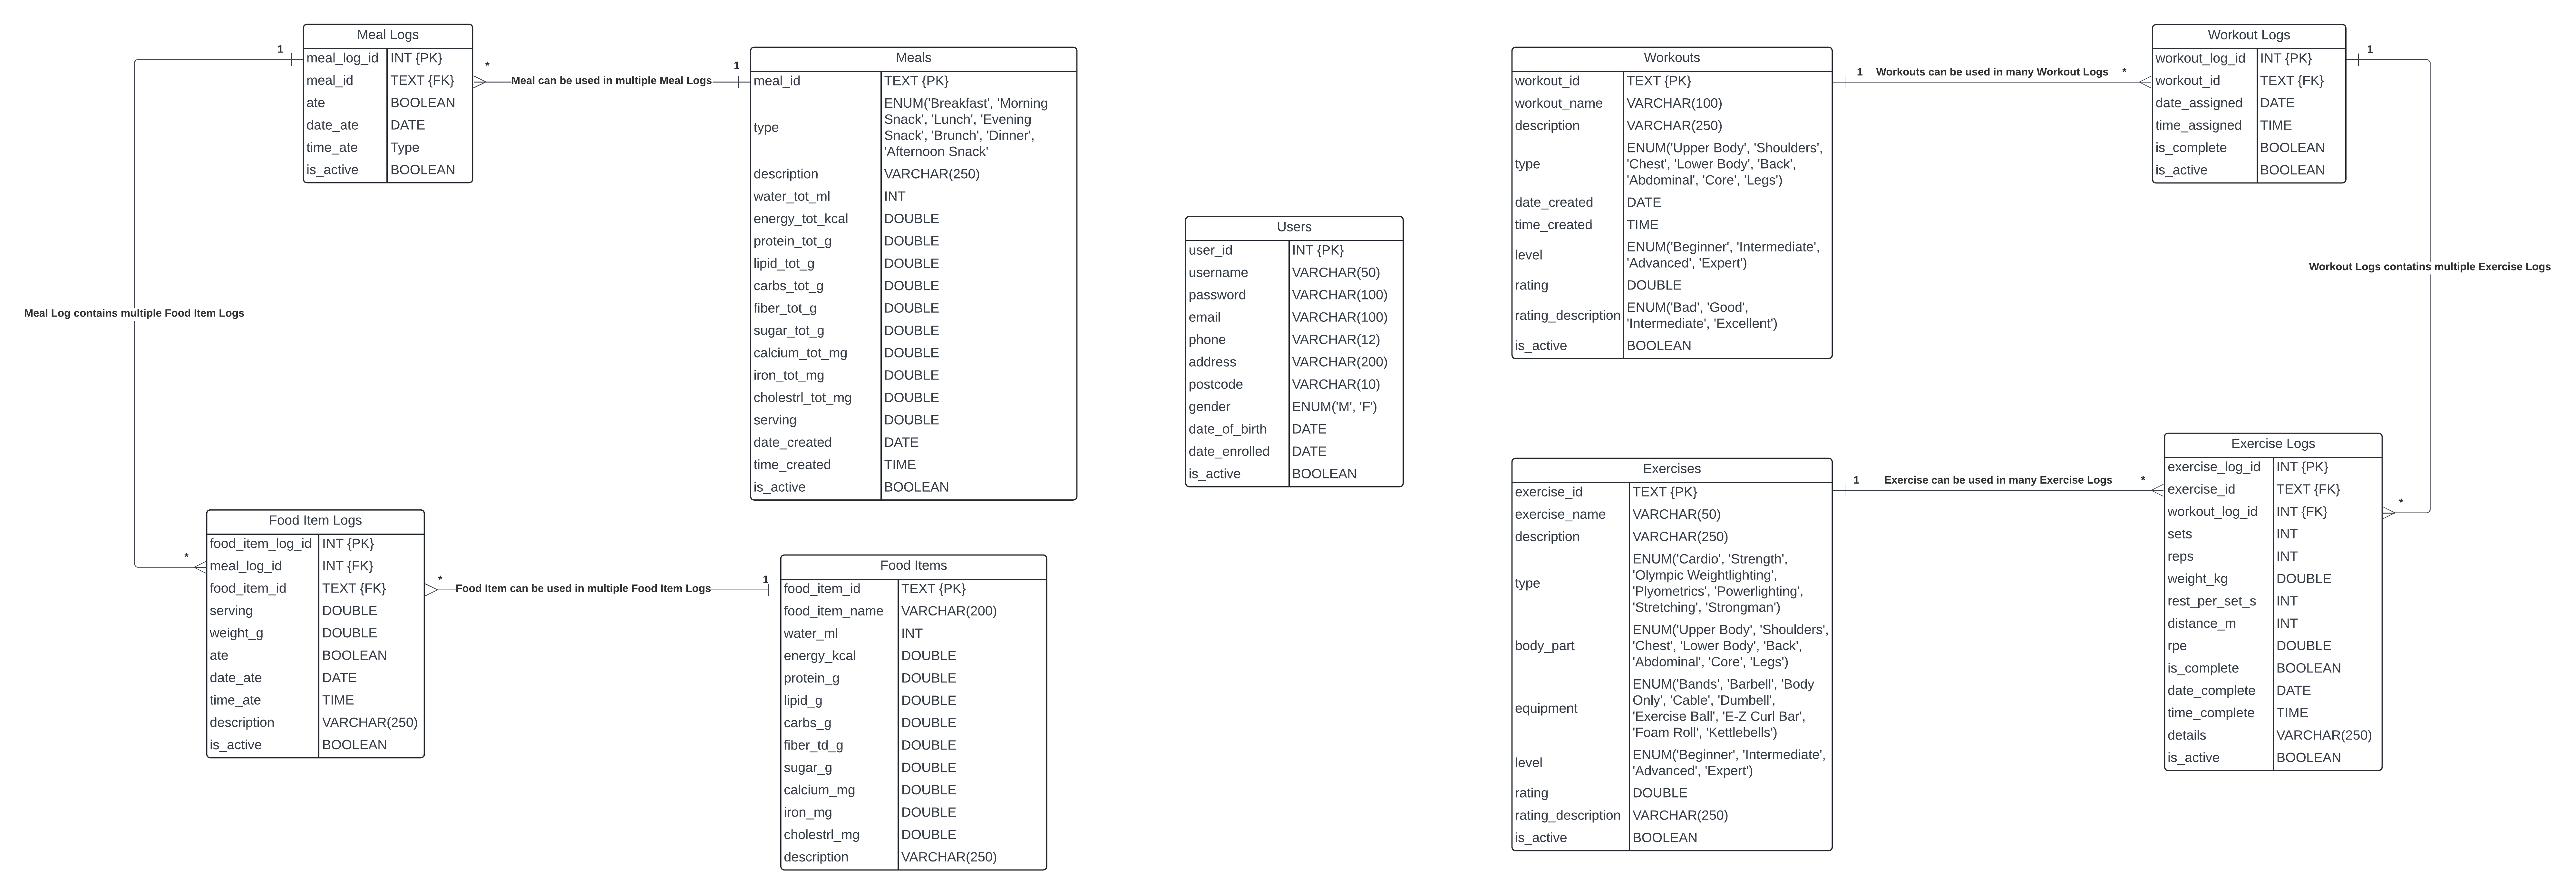 Meal Logs
meal_log_id INT {PK}
meal_id TEXT {FK}
ate BOOLEAN
date_ate DATE
time_ate Type
is_active BOOLEAN
1
*
Meal can be used in multiple Meal Logs
1
Meals
meal_id TEXT {PK}
type ENUM('Breakfast', 'Morning
Snack', 'Lunch', 'Evening
Snack', 'Brunch', 'Dinner',
'Afternoon Snack'
description VARCHAR(250)
water_tot_ml INT
energy_tot_kcal DOUBLE
protein_tot_g DOUBLE
lipid_tot_g DOUBLE
carbs_tot_g DOUBLE
fiber_tot_g DOUBLE
sugar_tot_g DOUBLE
calcium_tot_mg DOUBLE
iron_tot_mg DOUBLE
cholestrl_tot_mg DOUBLE
serving DOUBLE
date_created DATE
time_created TIME
is_active BOOLEAN
Meal Log contains multiple Food Item Logs
*
Food Item Logs
food_item_log_id INT {PK}
meal_log_id INT {FK}
food_item_id TEXT {FK}
serving DOUBLE
weight_g DOUBLE
ate BOOLEAN
date_ate DATE
time_ate TIME
description VARCHAR(250)
is_active BOOLEAN
*
Food Item can be used in multiple Food Item Logs
1
Food Items
food_item_id TEXT {PK}
food_item_name VARCHAR(200)
water_ml INT
energy_kcal DOUBLE
protein_g DOUBLE
lipid_g DOUBLE
carbs_g DOUBLE
fiber_td_g DOUBLE
sugar_g DOUBLE
calcium_mg DOUBLE
iron_mg DOUBLE
cholestrl_mg DOUBLE
description VARCHAR(250)
Users
user_id INT {PK}
username VARCHAR(50)
password VARCHAR(100)
email VARCHAR(100)
phone VARCHAR(12)
address VARCHAR(200)
postcode VARCHAR(10)
gender ENUM('M', 'F')
date_of_birth DATE
date_enrolled DATE
is_active BOOLEAN
Workouts
workout_id TEXT {PK}
workout_name VARCHAR(100)
description VARCHAR(250)
type ENUM('Upper Body', 'Shoulders',
'Chest', 'Lower Body', 'Back',
'Abdominal', 'Core', 'Legs')
date_created DATE
time_created TIME
level ENUM('Beginner', 'Intermediate',
'Advanced', 'Expert')
rating DOUBLE
rating_description ENUM('Bad', 'Good',
'Intermediate', 'Excellent')
is_active BOOLEAN
1 Workouts can be used in many Workout Logs *
Workout Logs
workout_log_id INT {PK}
workout_id TEXT {FK}
date_assigned DATE
time_assigned TIME
is_complete BOOLEAN
is_active BOOLEAN
1
Workout Logs contatins multiple Exercise Logs
Exercises
exercise_id TEXT {PK}
exercise_name VARCHAR(50)
description VARCHAR(250)
type ENUM('Cardio', 'Strength',
'Olympic Weightlighting',
'Plyometrics', 'Powerlighting',
'Stretching', 'Strongman')
body_part ENUM('Upper Body', 'Shoulders',
'Chest', 'Lower Body', 'Back',
'Abdominal', 'Core', 'Legs')
equipment ENUM('Bands', 'Barbell', 'Body
Only', 'Cable', 'Dumbell',
'Exercise Ball', 'E-Z Curl Bar',
'Foam Roll', 'Kettlebells')
level ENUM('Beginner', 'Intermediate',
'Advanced', 'Expert')
rating DOUBLE
rating_description VARCHAR(250)
is_active BOOLEAN
1 Exercise can be used in many Exercise Logs *
Exercise Logs
exercise_log_id INT {PK}
exercise_id TEXT {FK}
workout_log_id INT {FK}
sets INT
reps INT
weight_kg DOUBLE
rest_per_set_s INT
distance_m INT
rpe DOUBLE
is_complete BOOLEAN
date_complete DATE
time_complete TIME
details VARCHAR(250)
is_active BOOLEAN
*